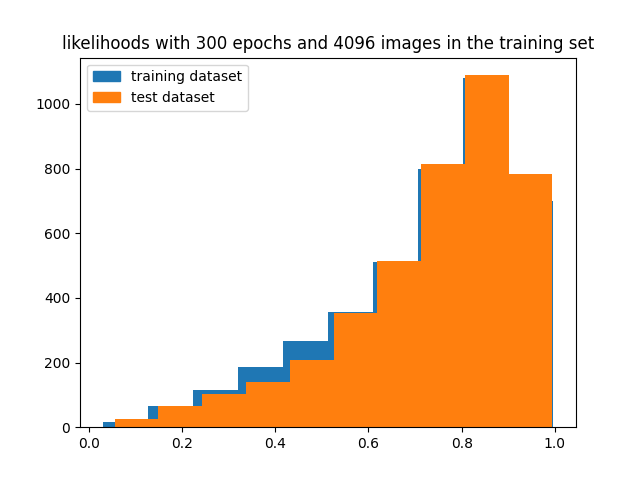 likelihoods with 300 epochs and 4096 images in the training set
training dataset
test dataset
1000
800
600
400
200
0
0.0 0.2 0.4 0.6 0.8 1.0